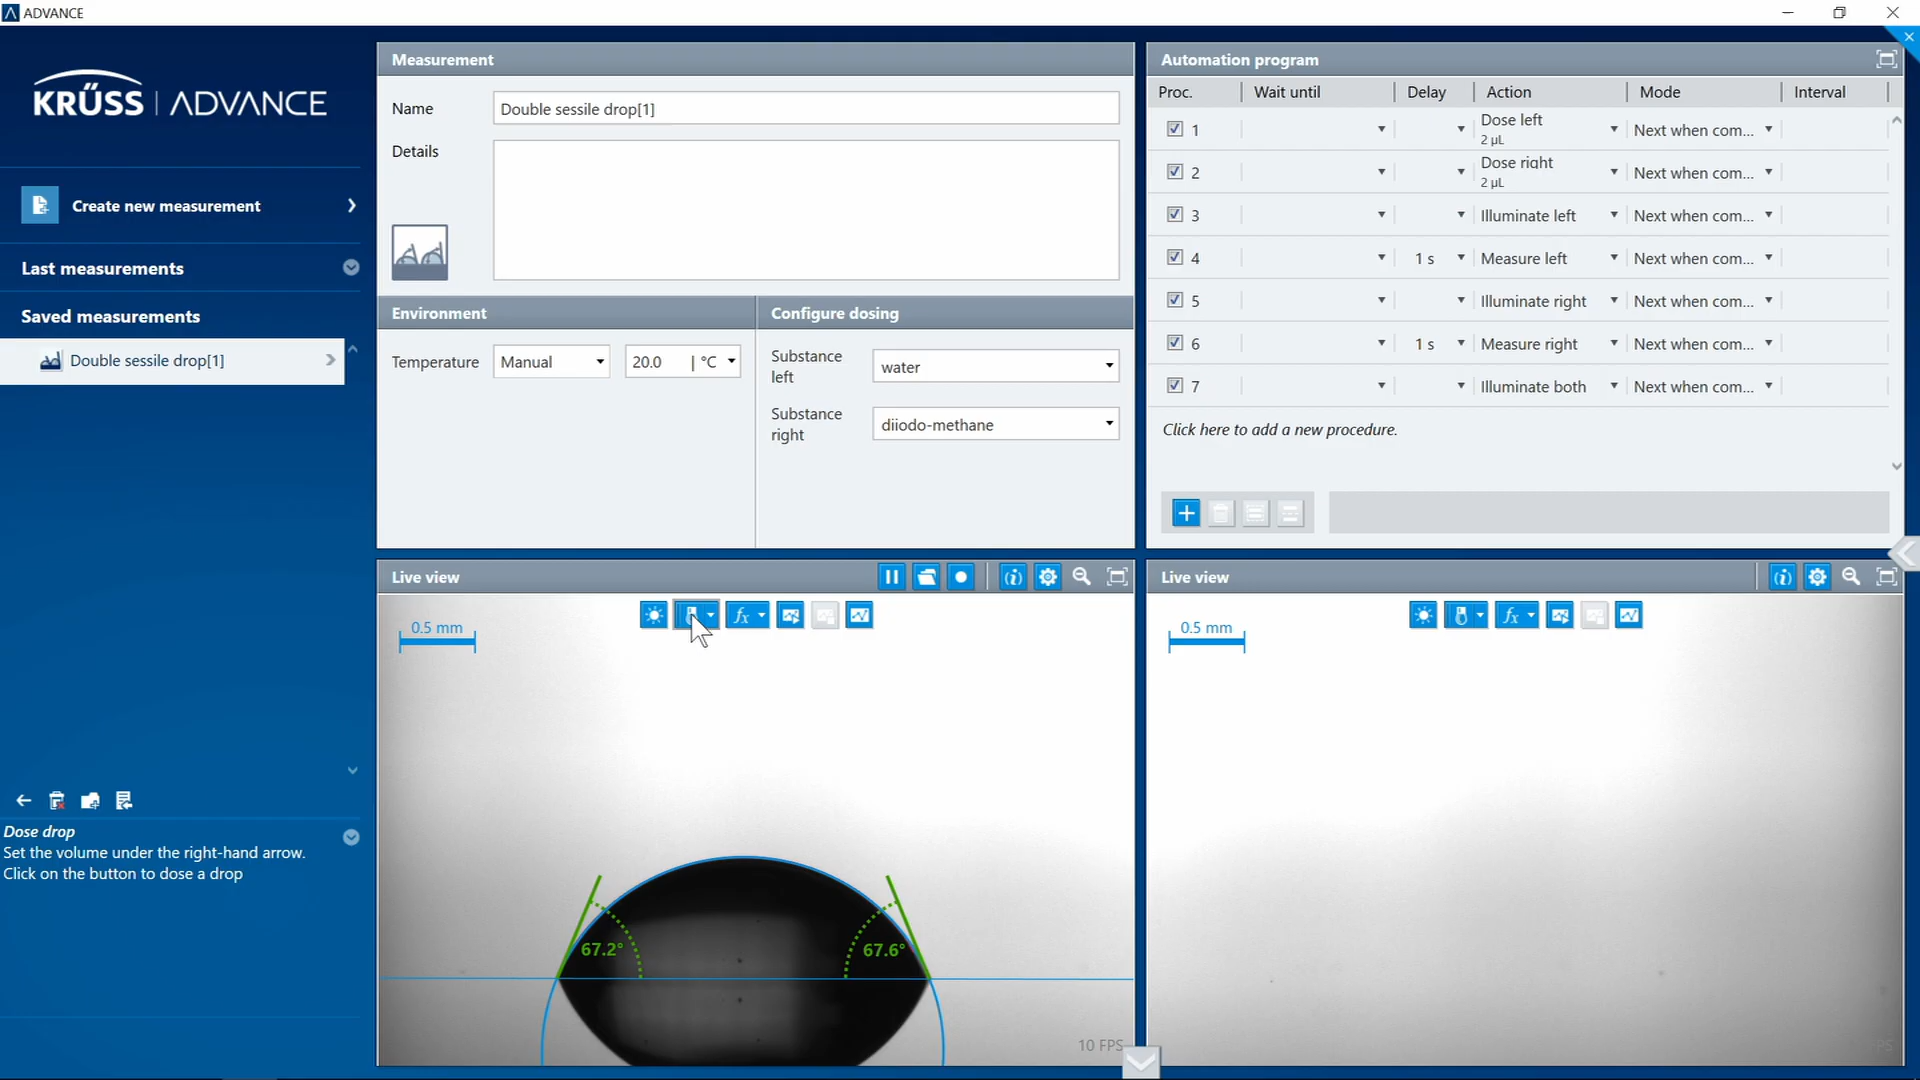 ADVANCE
KRÜSS | ADVANCE
Create new measurement
Last measurements
Saved measurements
Double sessile drop[1]
Dose drop
Set the volume under the right-hand arrow.
Click on the button to dose a drop
Measurement
Name
Double sessile drop[1]
Details
Environment
Temperature
Manual
20.0
| °C
Configure dosing
Substance
left
water
Substance
right
diiodo-methane
Automation program
Proc.
Wait until
Delay
Action
Mode
Interval
1
Dose left
2 µL
Next when com...
2
Dose right
2 µL
Next when com...
3
Illuminate left
Next when com...
4
1 s
Measure left
Next when com...
5
Illuminate right
Next when com...
6
1 s
Measure right
Next when com...
7
Illuminate both
Next when com...
Click here to add a new procedure.
Live view
fx
0.5 mm
67.2°
67.6°
10 FPS
Live view
fx
0.5 mm